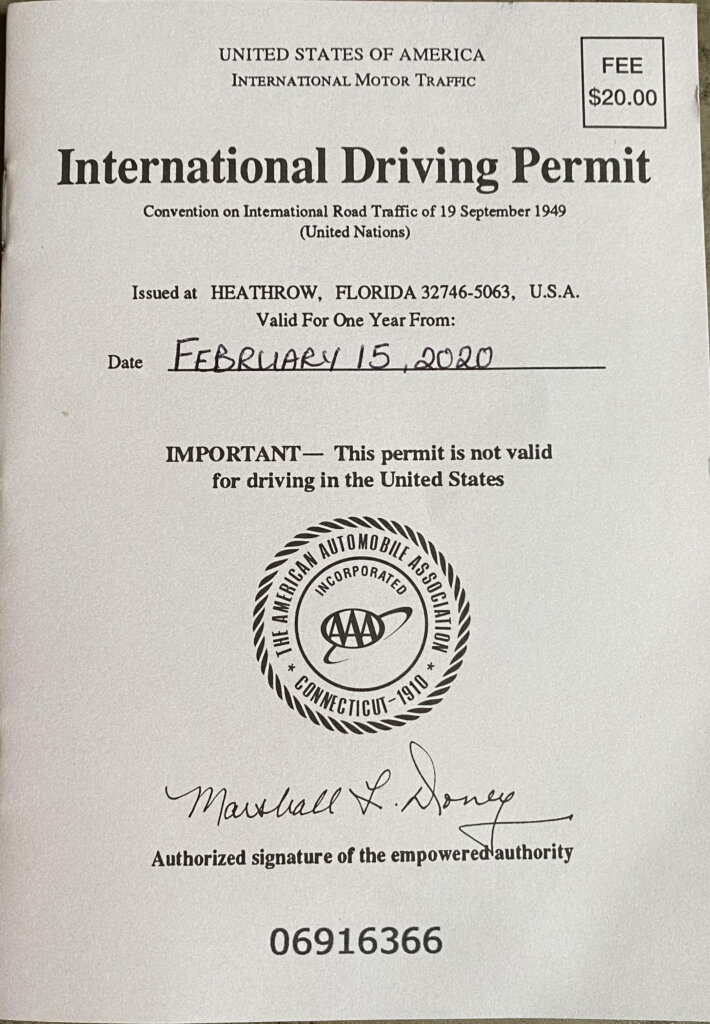 UNITED STATES OF AMERICA
INTERNATIONAL MOTOR TRAFFIC
FEE
$20.00
International Driving Permit
Convention on International Road Traffic of 19 September 1949
(United Nations)
Issued at HEATHROW, FLORIDA 32746-5063, U.S.A.
Valid For One Year From:
Date FEBRUARY 15, 2020
IMPORTANT— This permit is not valid
for driving in the United States
THE AMERICAN AUTOMOBILE ASSOCIATION
INCORPORATED
AAA
* CONNECTICUT-1910 *
Marshall L. Doney
Authorized signature of the empowered authority
06916366